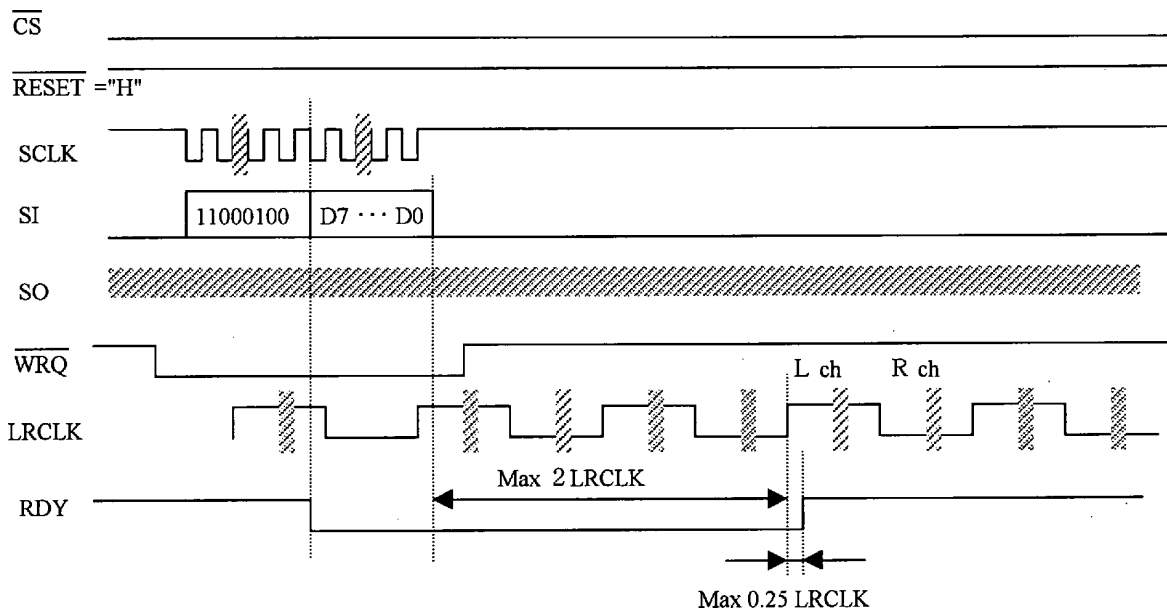 CS
RESET ="H"
SCLK
SI
11000100
D7 ··· D0
SO
WRQ
L ch
R ch
LRCLK
Max 2 LRCLK
RDY
Max 0.25 LRCLK